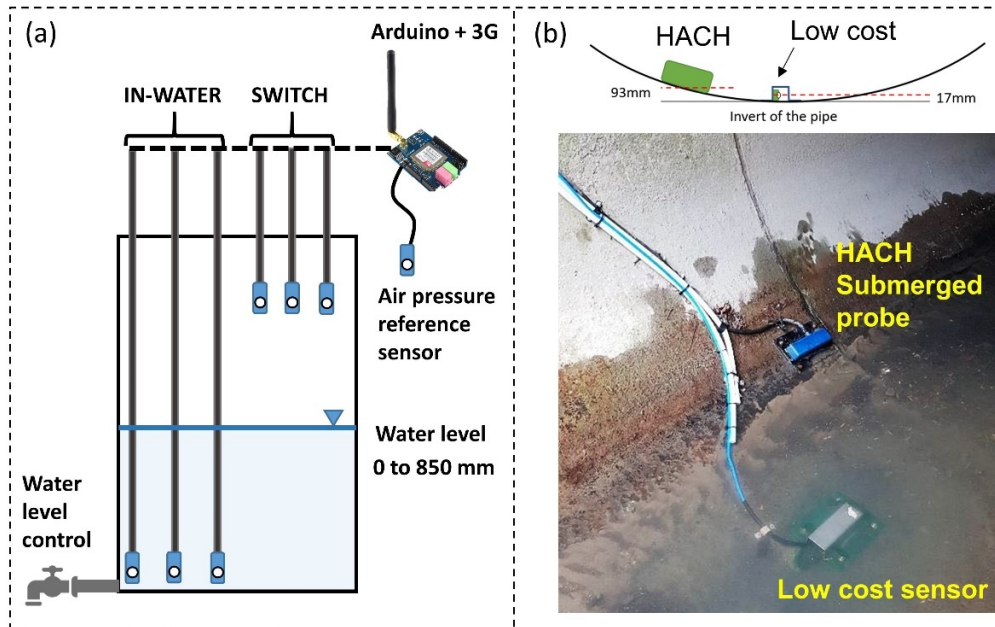 (a)
Arduino + 3G
IN-WATER
SWITCH
Air pressure
reference
sensor
Water level
0 to 850 mm
Water
level
control
(b)
HACH
Low cost
93mm
17mm
Invert of the pipe
HACH
Submerged
probe
Low cost sensor